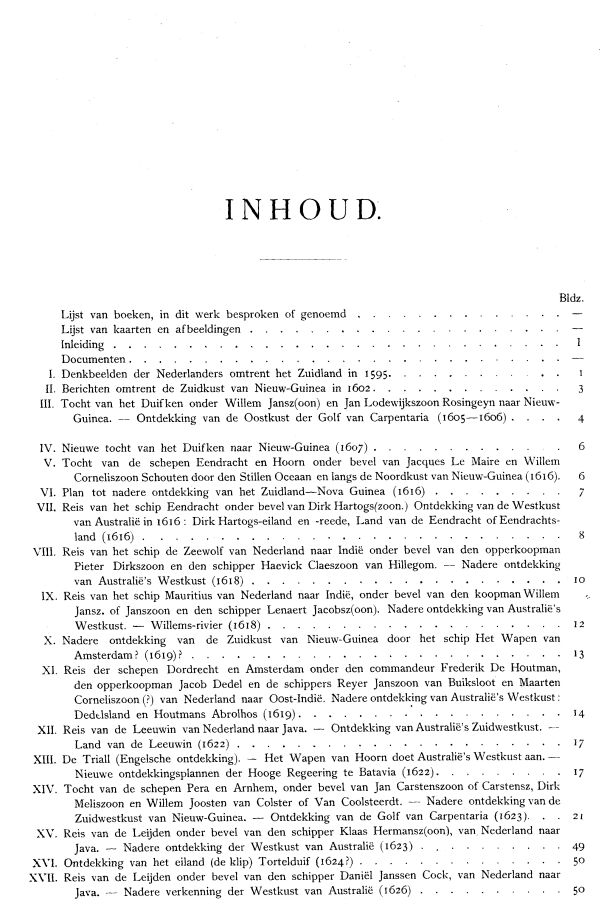 INHOUD.
Bldz.
Lijst van boeken, in dit werk besproken of genoemd . . . . . . . . . . . . . . —
Lijst van kaarten en afbeeldingen . . . . . . . . . . . . . . . . . . . . . —
Inleiding . . . . . . . . . . . . . . . . . . . . . . . . . . . . . I
Documenten . . . . . . . . . . . . . . . . . . . . . . . . . . . . —
I. Denkbeelden der Nederlanders omtrent het Zuidland in 1595. . . . . . . . . . . . 1
II. Berichten omtrent de Zuidkust van Nieuw-Guinea in 1602 . . . . . . . . . . . . . 3
III. Tocht van het Duifken onder Willem Jansz(oon) en Jan Lodewijkszoon Rosingeyn naar Nieuw-
Guinea. — Ontdekking van de Oostkust der Golf van Carpentaria (1605—1606) . . . . 4
IV. Nieuwe tocht van het Duifken naar Nieuw-Guinea (1607) . . . . . . . . . . . . . 6
V. Tocht van de schepen Eendracht en Hoorn onder bevel van Jacques Le Maire en Willem
Corneliszoon Schouten door den Stillen Oceaan en langs de Noordkust van Nieuw-Guinea (1616). 6
VI. Plan tot nadere ontdekking van het Zuidland—Nova Guinea (1616) . . . . . . . . . 7
VII. Reis van het schip Eendracht onder bevel van Dirk Hartogs(zoon.) Ontdekking van de Westkust
van Australië in 1616: Dirk Hartogs-eiland en -reede, Land van de Eendracht of Eendrachts-
land (1616) . . . . . . . . . . . . . . . . . . . . . . . . . . . 8
VIII. Reis van het schip de Zeewolf van Nederland naar Indië onder bevel van den opperkoopman
Pieter Dirkszoon en den schipper Haevick Claeszoon van Hillegom. — Nadere ontdekking
van Australië's Westkust (1618) . . . . . . . . . . . . . . . . . . . . 10
IX. Reis van het schip Mauritius van Nederland naar Indië, onder bevel van den koopman Willem
Jansz. of Janszoon en den schipper Lenaert Jacobsz(oon). Nadere ontdekking van Australië's
Westkust. — Willems-rivier (1618) . . . . . . . . . . . . . . . . . . . 12
X. Nadere ontdekking van de Zuidkust van Nieuw-Guinea door het schip Het Wapen van
Amsterdam? (1619)? . . . . . . . . . . . . . . . . . . . . . . . . 13
XI. Reis der schepen Dordrecht en Amsterdam onder den commandeur Frederik De Houtman,
den opperkoopman Jacob Dedel en de schippers Reyer Janszoon van Buiksloot en Maarten
Corneliszoon (?) van Nederland naar Oost-Indië. Nadere ontdekking van Australië's Westkust:
Dedelsland en Houtmans Abrolhos (1619). . . . . . . . . . . . . . . . . . 14
XII. Reis van de Leeuwin van Nederland naar Java. — Ontdekking van Australië's Zuidwestkust. —
Land van de Leeuwin (1622) . . . . . . . . . . . . . . . . . . . . . 17
XIII. De Triall (Engelsche ontdekking). — Het Wapen van Hoorn doet Australië's Westkust aan. —
Nieuwe ontdekkingsplannen der Hooge Regeering te Batavia (1622) . . . . . . . . . 17
XIV. Tocht van de schepen Pera en Arnhem, onder bevel van Jan Carstenszoon of Carstensz, Dirk
Meliszoon en Willem Joosten van Colster of Van Coolsteerdt. — Nadere ontdekking van de
Zuidwestkust van Nieuw-Guinea. — Ontdekking van de Golf van Carpentaria (1623). . . 21
XV. Reis van de Leijden onder bevel van den schipper Klaas Hermansz(oon), van Nederland naar
Java. — Nadere ontdekking der Westkust van Australië (1623) . . . . . . . . . . 49
XVI. Ontdekking van het eiland (de klip) Tortelduif (1624?) . . . . . . . . . . . . . . 50
XVII. Reis van de Leijden onder bevel van den schipper Daniël Janssen Cock, van Nederland naar
Java. — Nadere verkenning der Westkust van Australië (1626) . . . . . . . . . . 50